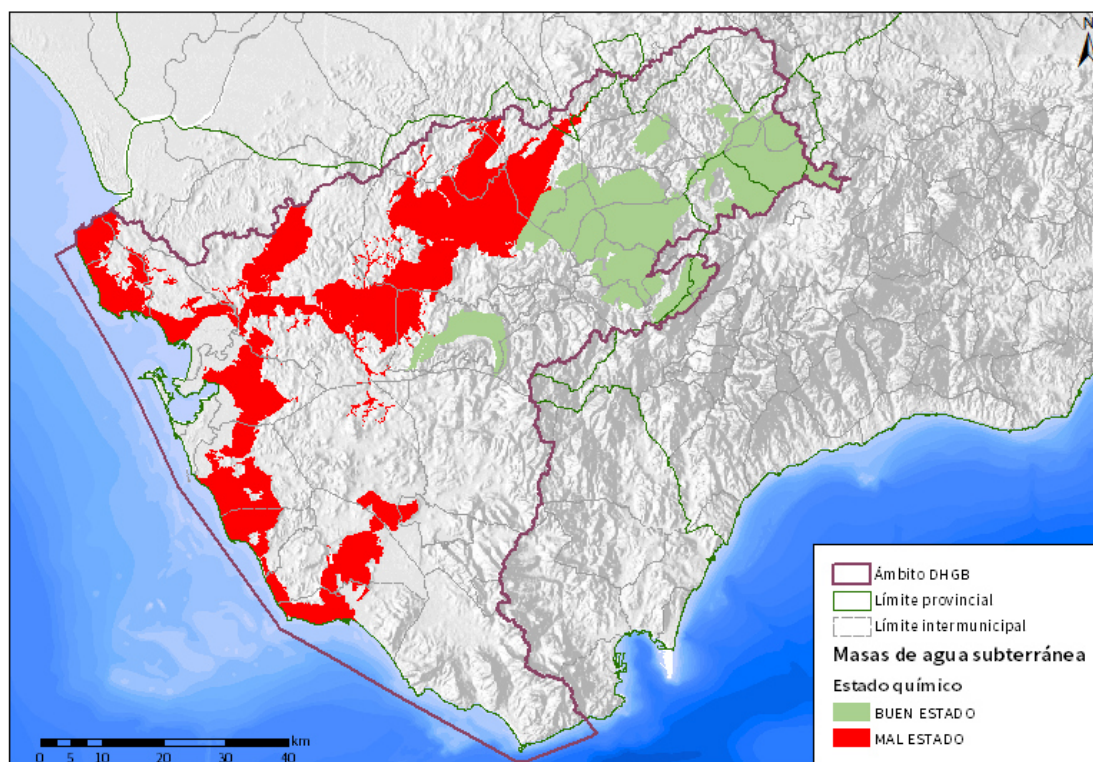 N
Ámbito DHGB
Límite provincial
Límite intermunicipal
Masas de agua subterránea
Estado químico
BUEN ESTADO
MAL ESTADO
km
0 5 10 20 30 40